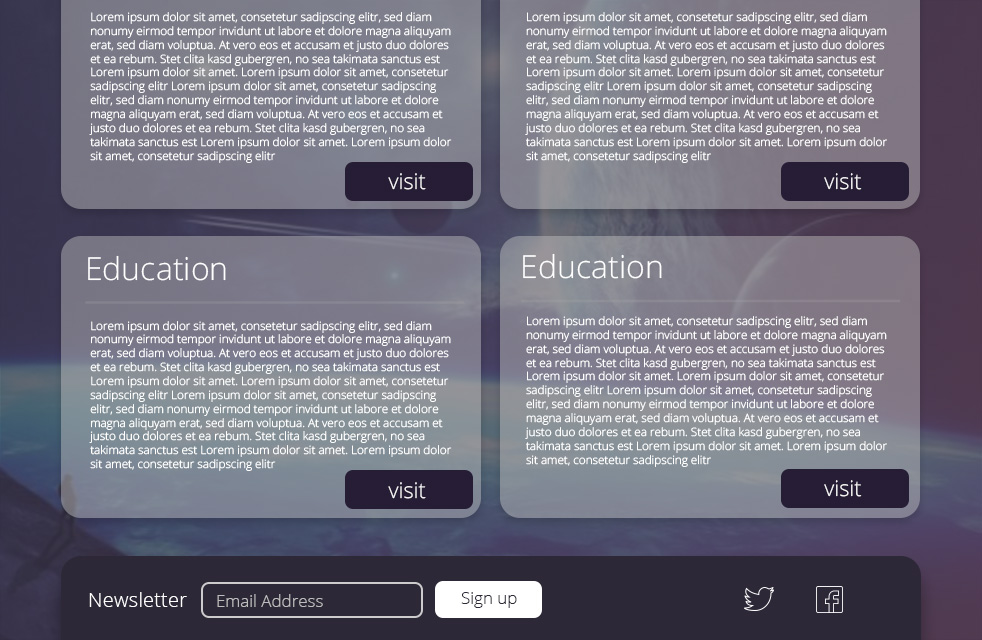 Lorem ipsum dolor sit amet, consetetur sadipscing elitr, sed diam
nonumy eirmod tempor invidunt ut labore et dolore magna aliquyam
erat, sed diam voluptua. At vero eos et accusam et justo duo dolores
et ea rebum. Stet clita kasd gubergren, no sea takimata sanctus est
Lorem ipsum dolor sit amet. Lorem ipsum dolor sit amet, consetetur
sadipscing elitr Lorem ipsum dolor sit amet, consetetur sadipscing
elitr, sed diam nonumy eirmod tempor invidunt ut labore et dolore
magna aliquyam erat, sed diam voluptua. At vero eos et accusam et
justo duo dolores et ea rebum. Stet clita kasd gubergren, no sea
takimata sanctus est Lorem ipsum dolor sit amet. Lorem ipsum dolor
sit amet, consetetur sadipscing elitr
visit
Lorem ipsum dolor sit amet, consetetur sadipscing elitr, sed diam
nonumy eirmod tempor invidunt ut labore et dolore magna aliquyam
erat, sed diam voluptua. At vero eos et accusam et justo duo dolores
et ea rebum. Stet clita kasd gubergren, no sea takimata sanctus est
Lorem ipsum dolor sit amet. Lorem ipsum dolor sit amet, consetetur
sadipscing elitr Lorem ipsum dolor sit amet, consetetur sadipscing
elitr, sed diam nonumy eirmod tempor invidunt ut labore et dolore
magna aliquyam erat, sed diam voluptua. At vero eos et accusam et
justo duo dolores et ea rebum. Stet clita kasd gubergren, no sea
takimata sanctus est Lorem ipsum dolor sit amet. Lorem ipsum dolor
sit amet, consetetur sadipscing elitr
visit
Education
Lorem ipsum dolor sit amet, consetetur sadipscing elitr, sed diam
nonumy eirmod tempor invidunt ut labore et dolore magna aliquyam
erat, sed diam voluptua. At vero eos et accusam et justo duo dolores
et ea rebum. Stet clita kasd gubergren, no sea takimata sanctus est
Lorem ipsum dolor sit amet. Lorem ipsum dolor sit amet, consetetur
sadipscing elitr Lorem ipsum dolor sit amet, consetetur sadipscing
elitr, sed diam nonumy eirmod tempor invidunt ut labore et dolore
magna aliquyam erat, sed diam voluptua. At vero eos et accusam et
justo duo dolores et ea rebum. Stet clita kasd gubergren, no sea
takimata sanctus est Lorem ipsum dolor sit amet. Lorem ipsum dolor
sit amet, consetetur sadipscing elitr
visit
Education
Lorem ipsum dolor sit amet, consetetur sadipscing elitr, sed diam
nonumy eirmod tempor invidunt ut labore et dolore magna aliquyam
erat, sed diam voluptua. At vero eos et accusam et justo duo dolores
et ea rebum. Stet clita kasd gubergren, no sea takimata sanctus est
Lorem ipsum dolor sit amet. Lorem ipsum dolor sit amet, consetetur
sadipscing elitr Lorem ipsum dolor sit amet, consetetur sadipscing
elitr, sed diam nonumy eirmod tempor invidunt ut labore et dolore
magna aliquyam erat, sed diam voluptua. At vero eos et accusam et
justo duo dolores et ea rebum. Stet clita kasd gubergren, no sea
takimata sanctus est Lorem ipsum dolor sit amet. Lorem ipsum dolor
sit amet, consetetur sadipscing elitr
visit
Newsletter
Email Address
Sign up